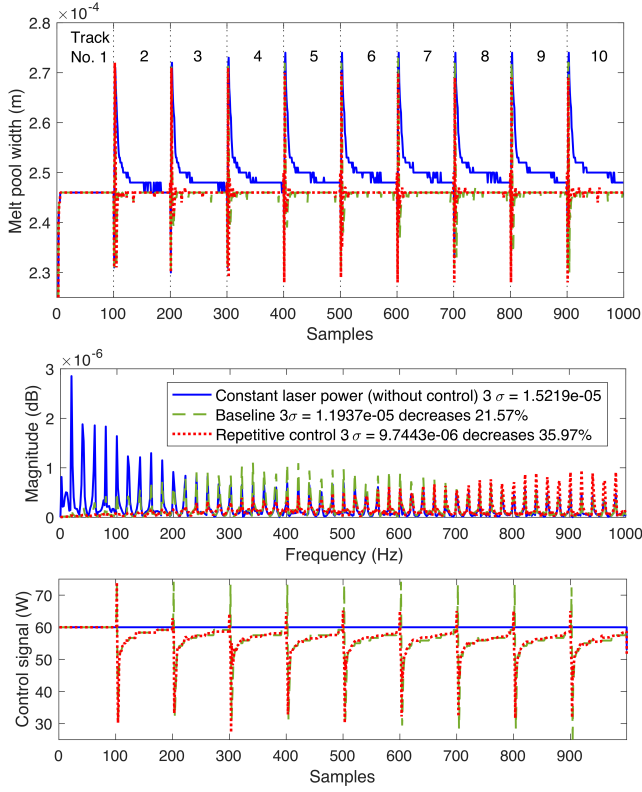 ×10⁻⁴
2.8
Track
No. 1 2 3 4 5 6 7 8 9 10
2.7
2.6
2.5
2.4
2.3
Melt pool width (m)
0 100 200 300 400 500 600 700 800 900 1000
Samples
×10⁻⁶
3
2
1
0
Magnitude (dB)
Constant laser power (without control) 3 σ = 1.5219e-05
Baseline 3σ = 1.1937e-05 decreases 21.57%
Repetitive control 3 σ = 9.7443e-06 decreases 35.97%
0 100 200 300 400 500 600 700 800 900 1000
Frequency (Hz)
70
60
50
40
30
Control signal (W)
0 100 200 300 400 500 600 700 800 900
Samples